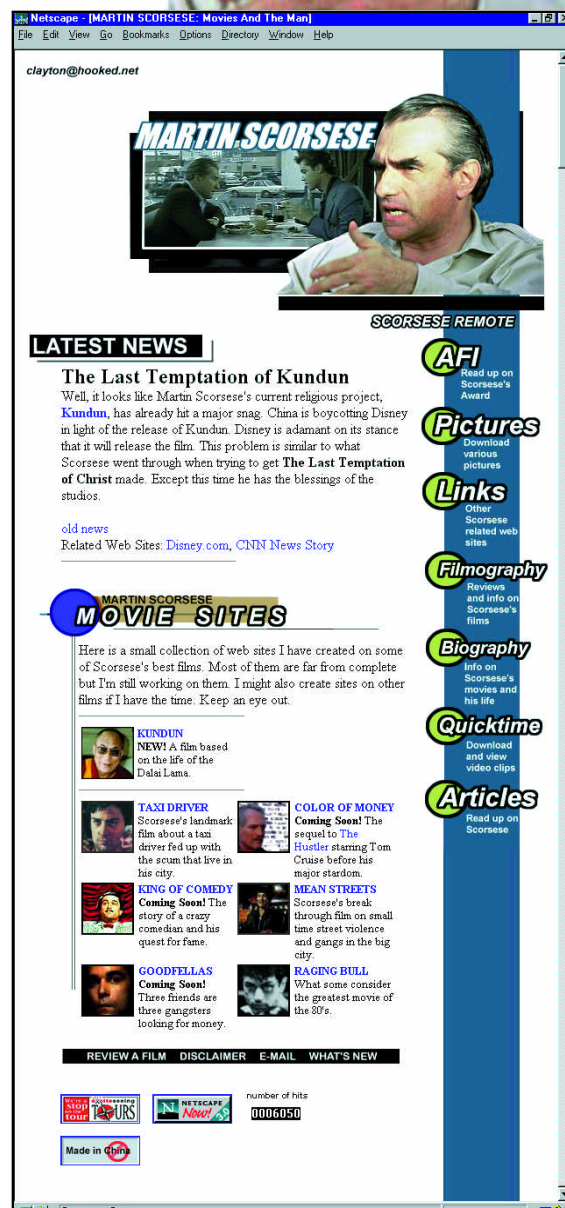 Netscape - [MARTIN SCORSESE: Movies And The Man]
File Edit View Go Bookmarks Options Directory Window Help
clayton@hooked.net
MARTIN SCORSESE
SCORSESE REMOTE
LATEST NEWS
The Last Temptation of Kundun
Well, it looks like Martin Scorsese's current religious project,
Kundun, has already hit a major snag. China is boycotting Disney
in light of the release of Kundun. Disney is adamant on its stance
that it will release the film. This problem is similar to what
Scorsese went through when trying to get The Last Temptation
of Christ made. Except this time he has the blessings of the
studios.
old news
Related Web Sites: Disney.com, CNN News Story
MARTIN SCORSESE
MOVIE SITES
Here is a small collection of web sites I have created on some
of Scorsese's best films. Most of them are far from complete
but I'm still working on them. I might also create sites on other
films if I have the time. Keep an eye out.
KUNDUN
NEW! A film based
on the life of the
Dalai Lama.
TAXI DRIVER
Scorsese's landmark
film about a taxi
driver fed up with
the scum that live in
his city.
COLOR OF MONEY
Coming Soon! The
sequel to The
Hustler starring Tom
Cruise before his
major stardom.
KING OF COMEDY
Coming Soon! The
story of a crazy
comedian and his
quest for fame.
MEAN STREETS
Scorsese's break
through film on small
time street violence
and gangs in the big
city.
GOODFELLAS
Coming Soon!
Three friends are
three gangsters
looking for money.
RAGING BULL
What some consider
the greatest movie of
the 80's.
AFI
Read up on
Scorsese's
Award
Pictures
Download
various
pictures
Links
Other
Scorsese
related web
sites
Filmography
Reviews
and info on
Scorsese's
films
Biography
Info on
Scorsese's
movies and
his life
Quicktime
Download
and view
video clips
Articles
Read up on
Scorsese
REVIEW A FILM DISCLAIMER E-MAIL WHAT'S NEW
stop
tour
TOURS
NETSCAPE
Now!
number of hits
0006050
Made in China